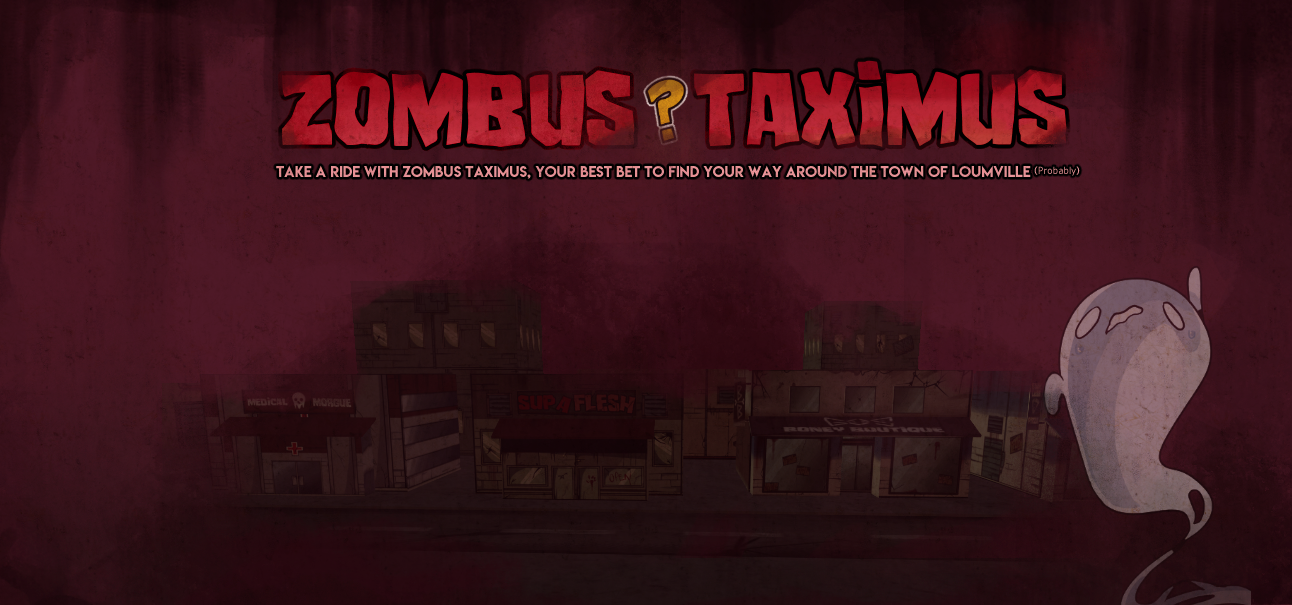 ZOMBUS ? TAXiMUS
TAKE A RIDE WITH ZOMBUS TAXIMUS, YOUR BEST BET TO FIND YOUR WAY AROUND THE TOWN OF LOUMVILLE (Probably)
MEDiCAL MORGUE
SUP'N FLESH
BONEY BUUTIQUE